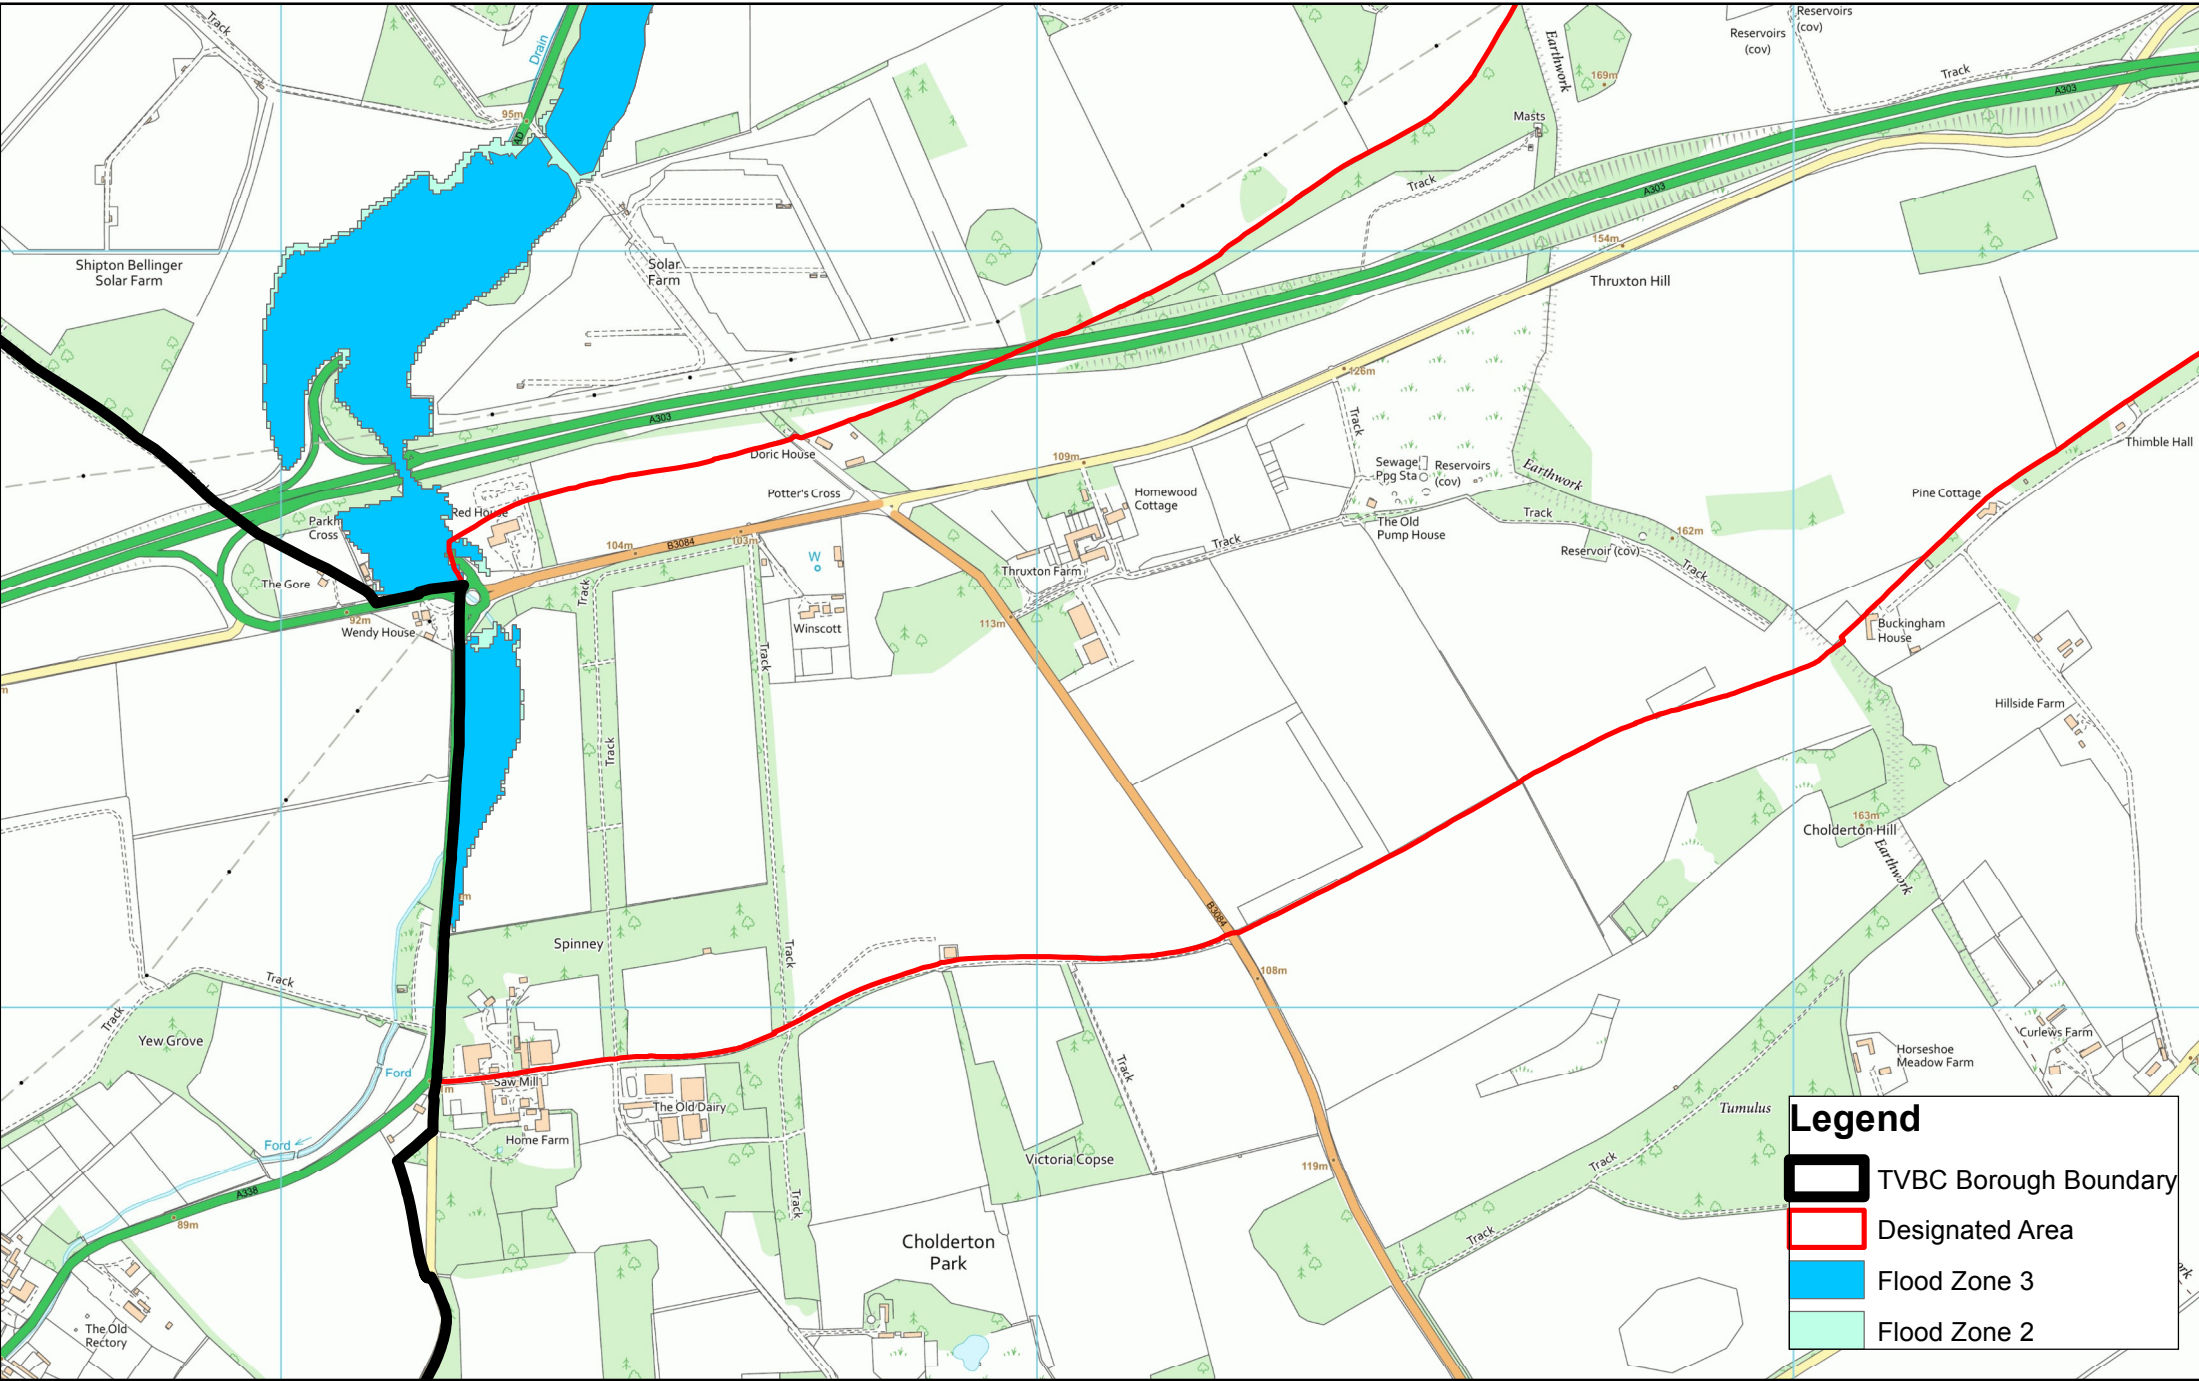 Track
Drain
Earthwork
Reservoirs
(cov)
Reservoirs
(cov)
169m
Track
A303
95m
Masts
Track
A303
154m
Thruxton Hill
Shipton Bellinger
Solar Farm
Solar
Farm
126m
A303
Track
Doric House
109m
Thimble Hall
Sewage
Ppg Sta
Reservoirs
(cov)
Earthwork
Potter's Cross
Homewood
Cottage
Pine Cottage
Red House
Cross
The Old
Pump House
Track
162m
104m
B3084
103m
W
Track
Reservoir (cov)
Track
Thruxton Farm
The Gore
Track
92m
Wendy House
Winscott
113m
Buckingham
House
Track
Hillside Farm
Track
163m
Cholderton Hill
Earthwork
B3084
Spinney
Track
108m
Track
Track
Yew Grove
Ford
Saw Mill
Track
Curlews Farm
Horseshoe
Meadow Farm
The Old Dairy
Tumulus
Home Farm
Ford
Victoria Copse
119m
Track
A338
89m
Track
Track
Cholderton
Park
The Old
Rectory
Legend
TVBC Borough Boundary
Designated Area
Flood Zone 3
Flood Zone 2